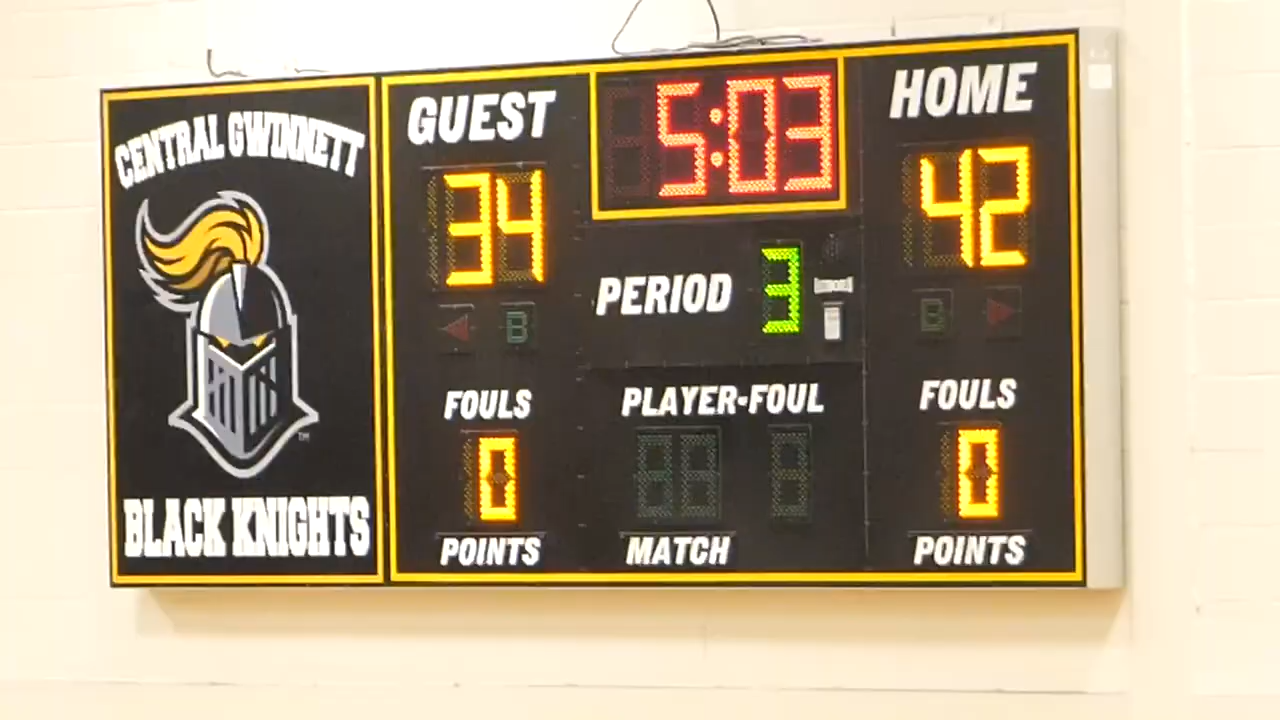 CENTRAL GWINNETT
BLACK KNIGHTS
TM
GUEST
34
5:03
HOME
42
PERIOD 3
B
B
FOULS
0
PLAYER-FOUL
FOULS
0
POINTS
MATCH
POINTS